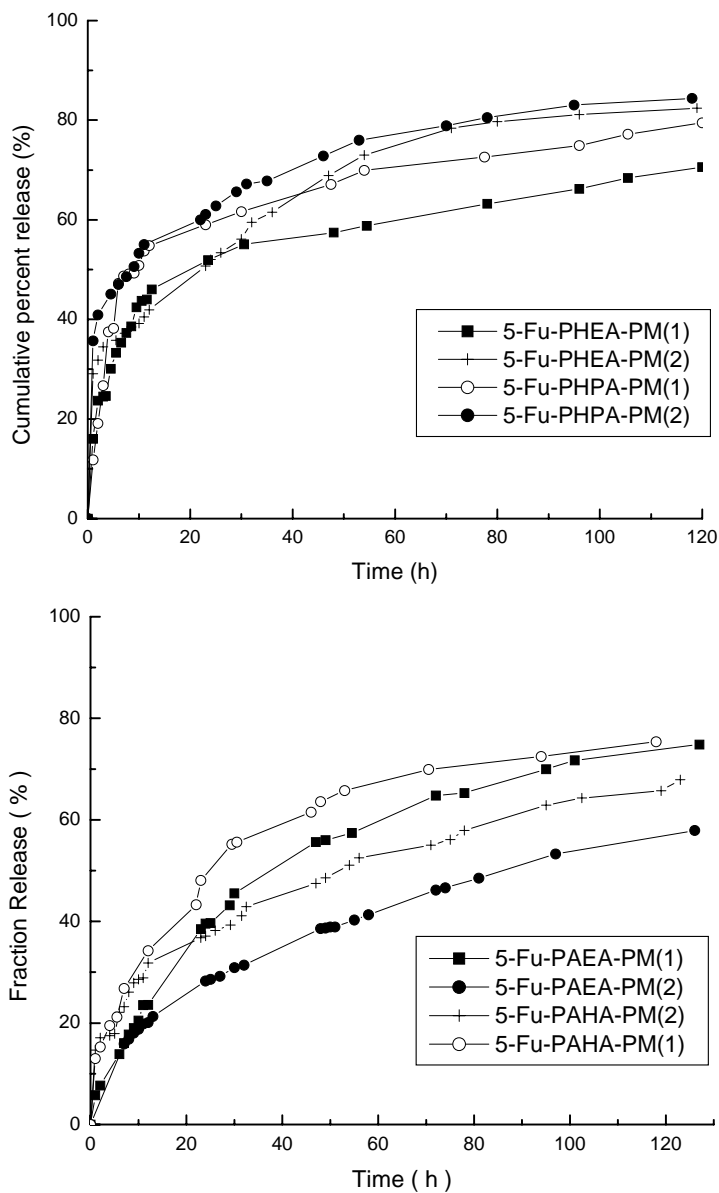 100
80
60
40
20
0
Cumulative percent release (%)
5-Fu-PHEA-PM(1)
5-Fu-PHEA-PM(2)
5-Fu-PHPA-PM(1)
5-Fu-PHPA-PM(2)
0 20 40 60 80 100 120
Time (h)
100
80
60
40
20
0
Fraction Release ( % )
5-Fu-PAEA-PM(1)
5-Fu-PAEA-PM(2)
5-Fu-PAHA-PM(2)
5-Fu-PAHA-PM(1)
0 20 40 60 80 100 120
Time ( h )